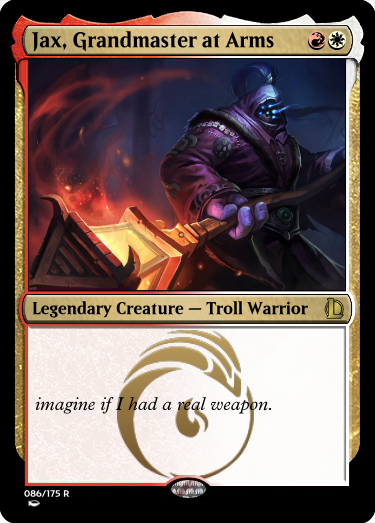 Jax, Grandmaster at Arms
Legendary Creature — Troll Warrior
imagine if I had a real weapon.
086/175 R